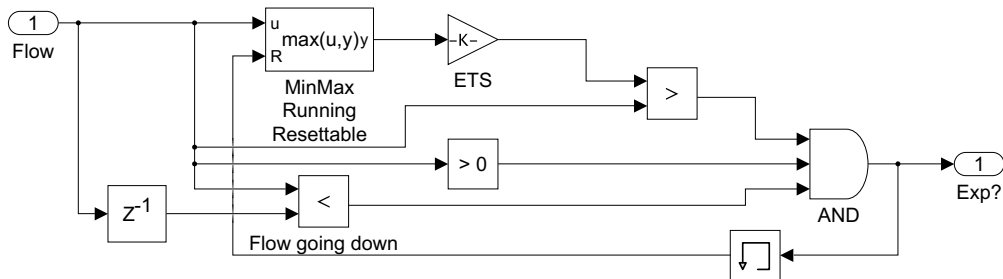 1
Flow
u
R
max(u,y)
y
MinMax
Running
Resettable
-K-
ETS
>
> 0
<
Flow going down
Z-1
AND
1
Exp?